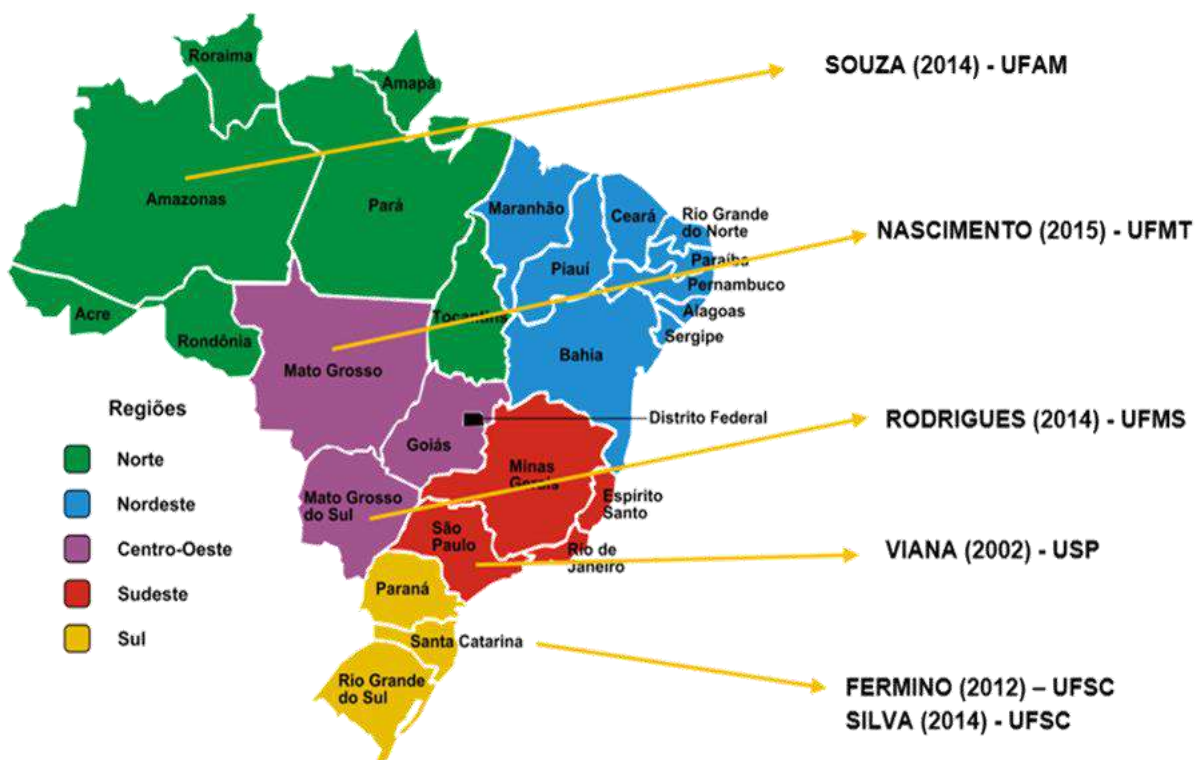 Roraima
Amapá
SOUZA (2014) - UFAM
Amazonas
Pará
Maranhão
Ceará
Rio Grande
do Norte
NASCIMENTO (2015) - UFMT
Paraíba
Piauí
Pernambuco
Alagoas
Sergipe
Acre
Rondônia
Tocantins
Mato Grosso
Bahia
Regiões
Norte
Nordeste
Centro-Oeste
Sudeste
Sul
Distrito Federal
RODRIGUES (2014) - UFMS
Goiás
Minas
Gerais
Mato Grosso
do Sul
Espírito
Santo
São
Paulo
Rio de
Janeiro
VIANA (2002) - USP
Paraná
Santa Catarina
Rio Grande
do Sul
FERMINO (2012) – UFSC
SILVA (2014) - UFSC